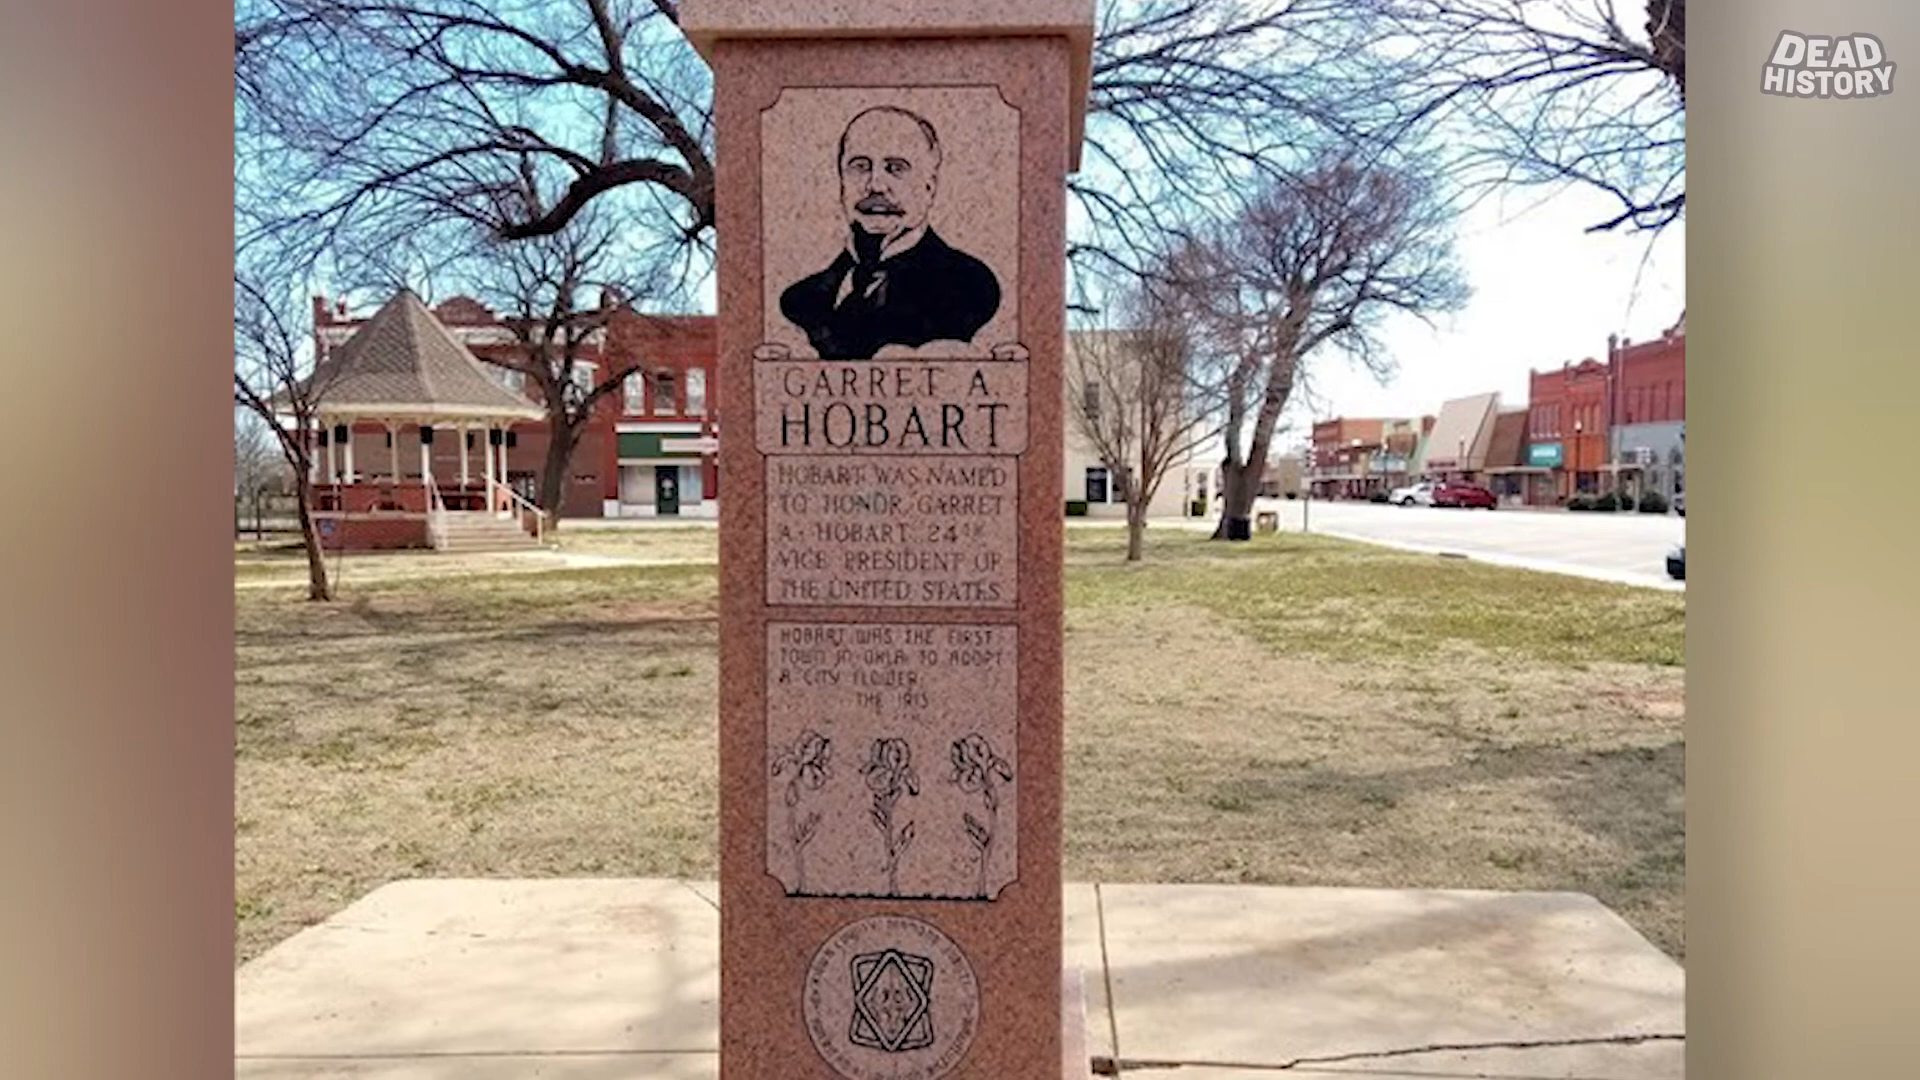 DEAD
HISTORY
GARRET A.
HOBART
HOBART WAS NAMED
TO HONOR GARRET
A. HOBART 24TH
VICE PRESIDENT OF
THE UNITED STATES
HOBART WAS THE FIRST
TOWN IN OKLA. TO ADOPT
A CITY FLOWER
THE IRIS